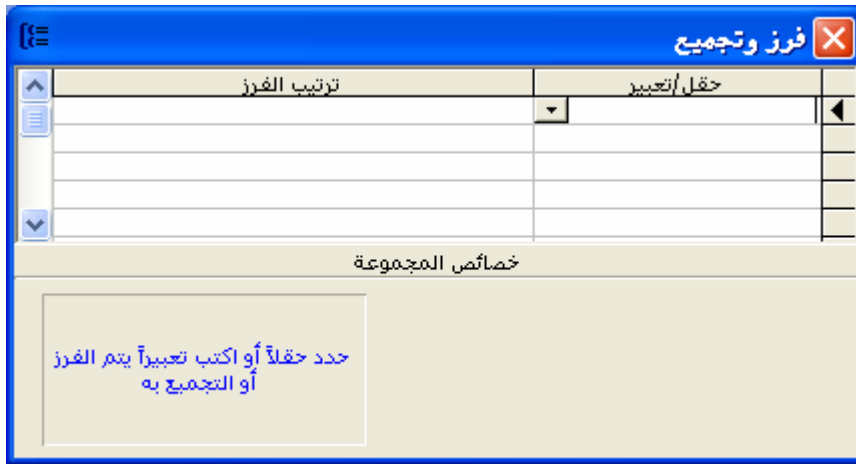 فرز وتجميع
حقل/تعبير ترتيب الفرز
خصائص المجموعة
حدد حقلاً أو اكتب تعبيراً يتم الفرز
أو التجميع به